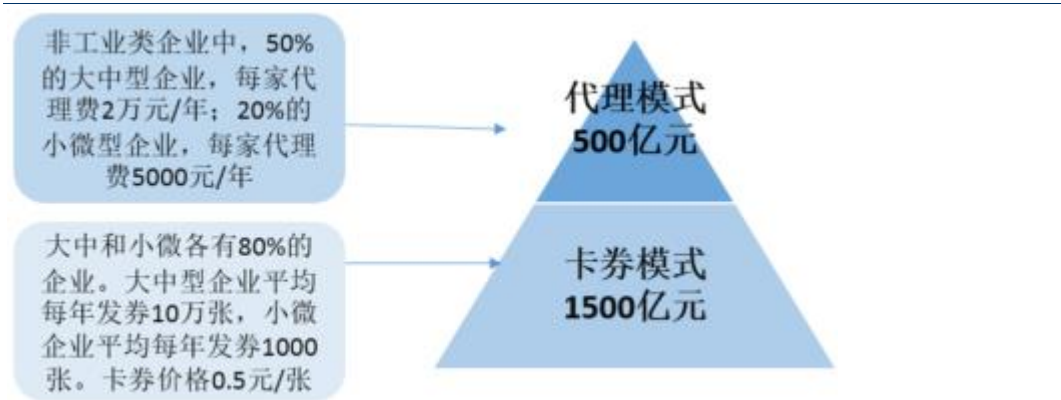 非工业类企业中，50%
的大中型企业，每家代
理费2万元/年；20%的
小微型企业，每家代理
费5000元/年
代理模式
500亿元
大中和小微各有80%的
企业。大中型企业平均
每年发券10万张，小微
企业平均每年发券1000
张。卡券价格0.5元/张
卡券模式
1500亿元